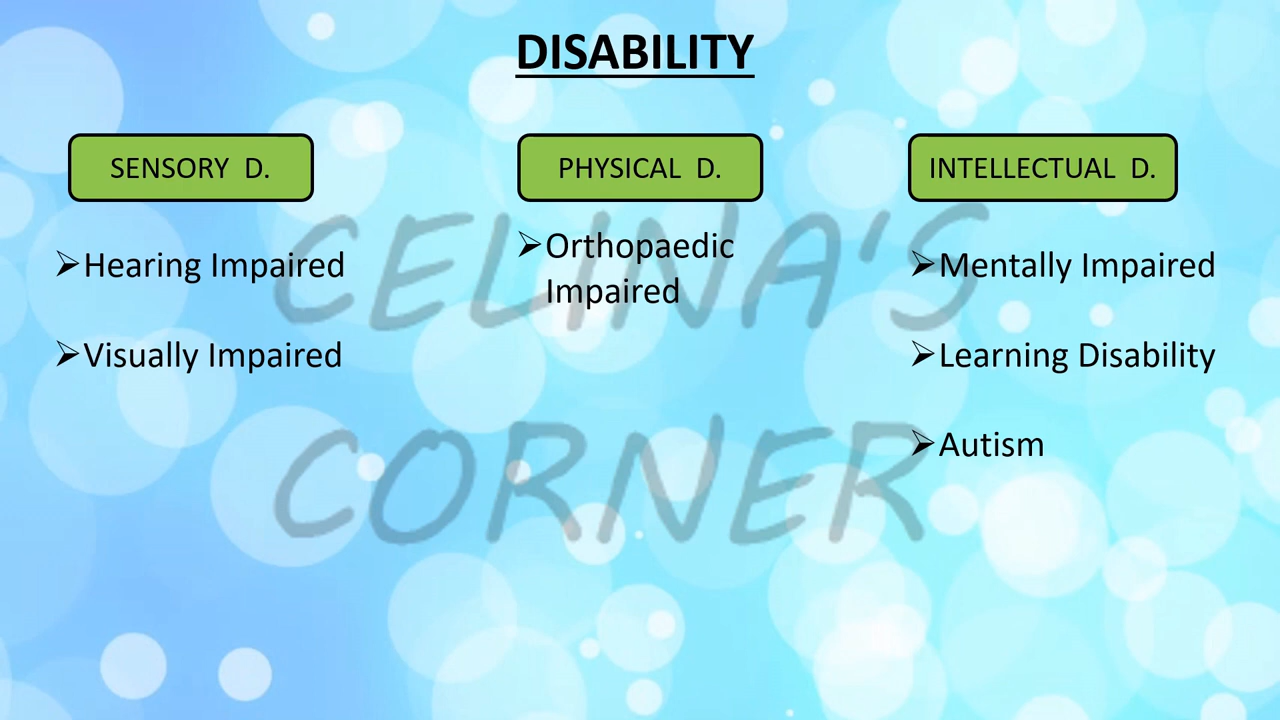 DISABILITY
SENSORY D.
➢Hearing Impaired
➢Visually Impaired
PHYSICAL D.
➢Orthopaedic
Impaired
INTELLECTUAL D.
➢Mentally Impaired
➢Learning Disability
➢Autism
CELINA'S
CORNER